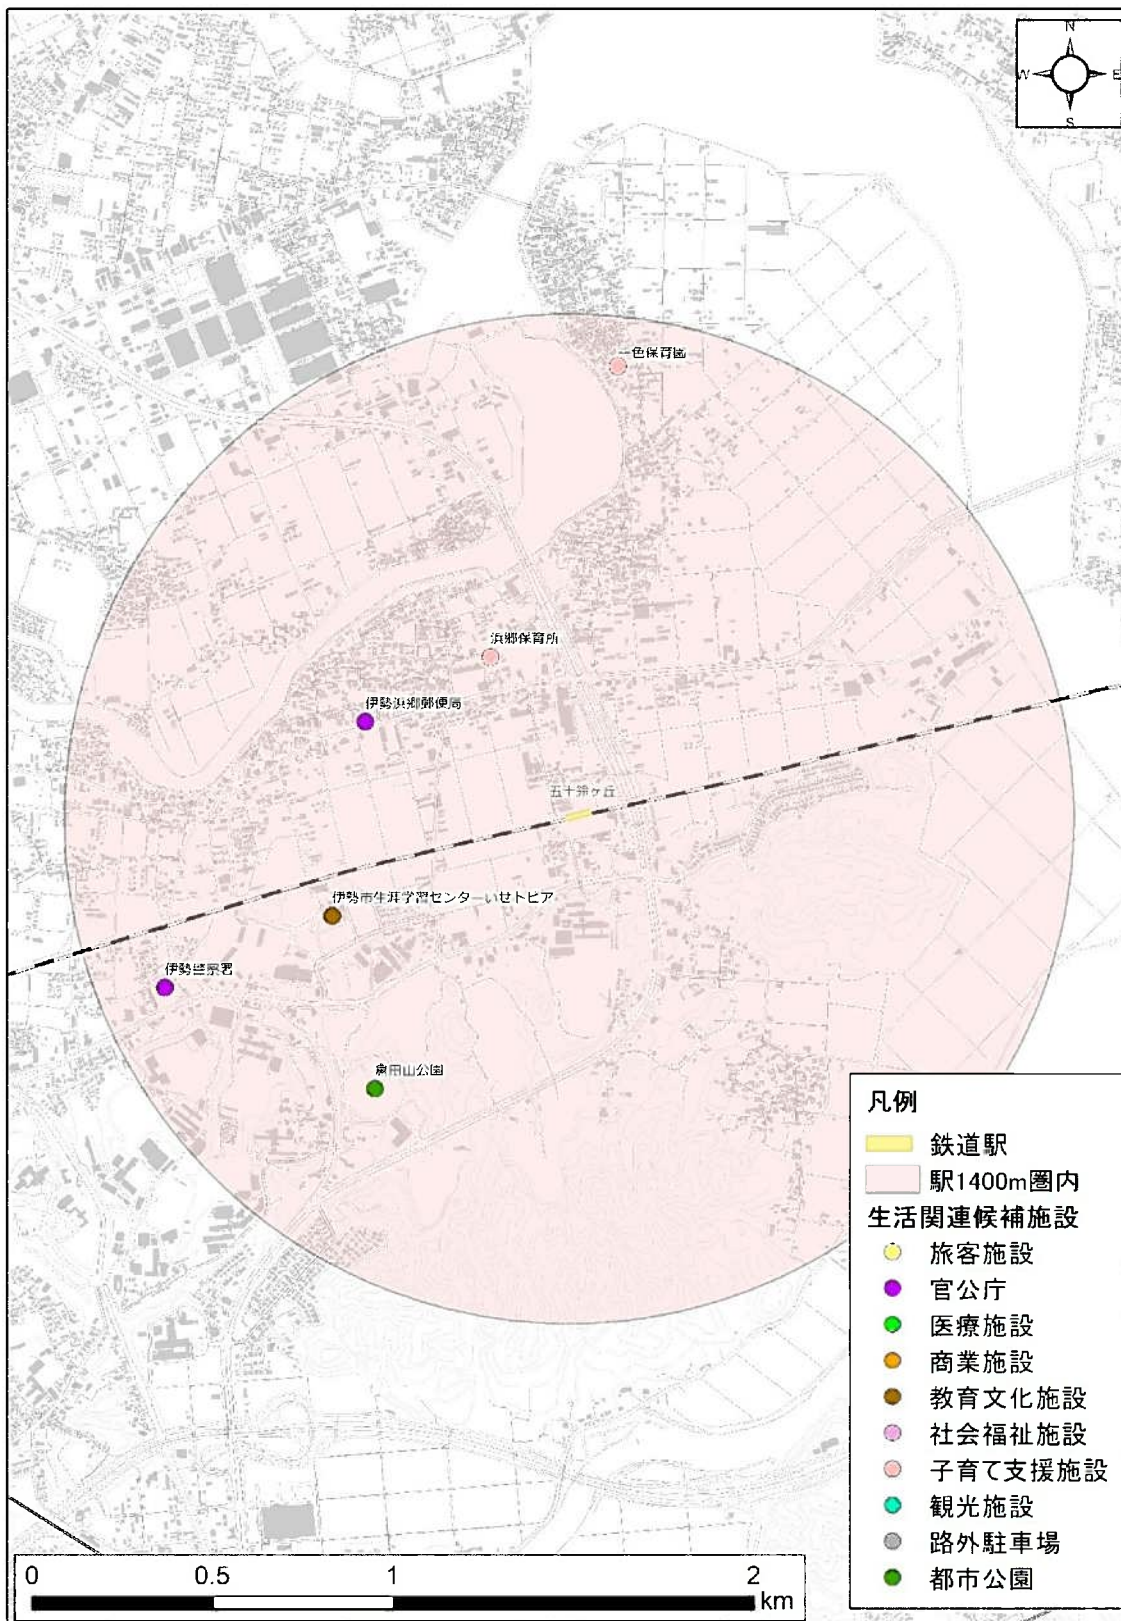 N
W E
S
一色保育園
浜郷保育所
伊勢浜郷郵便局
五十鈴ヶ丘
伊勢市生涯学習センターいせトピア
伊勢警察署
倉田山公園
凡例
鉄道駅
駅1400m圏内
生活関連候補施設
旅客施設
官公庁
医療施設
商業施設
教育文化施設
社会福祉施設
子育て支援施設
観光施設
路外駐車場
都市公園
0 0.5 1 2
km